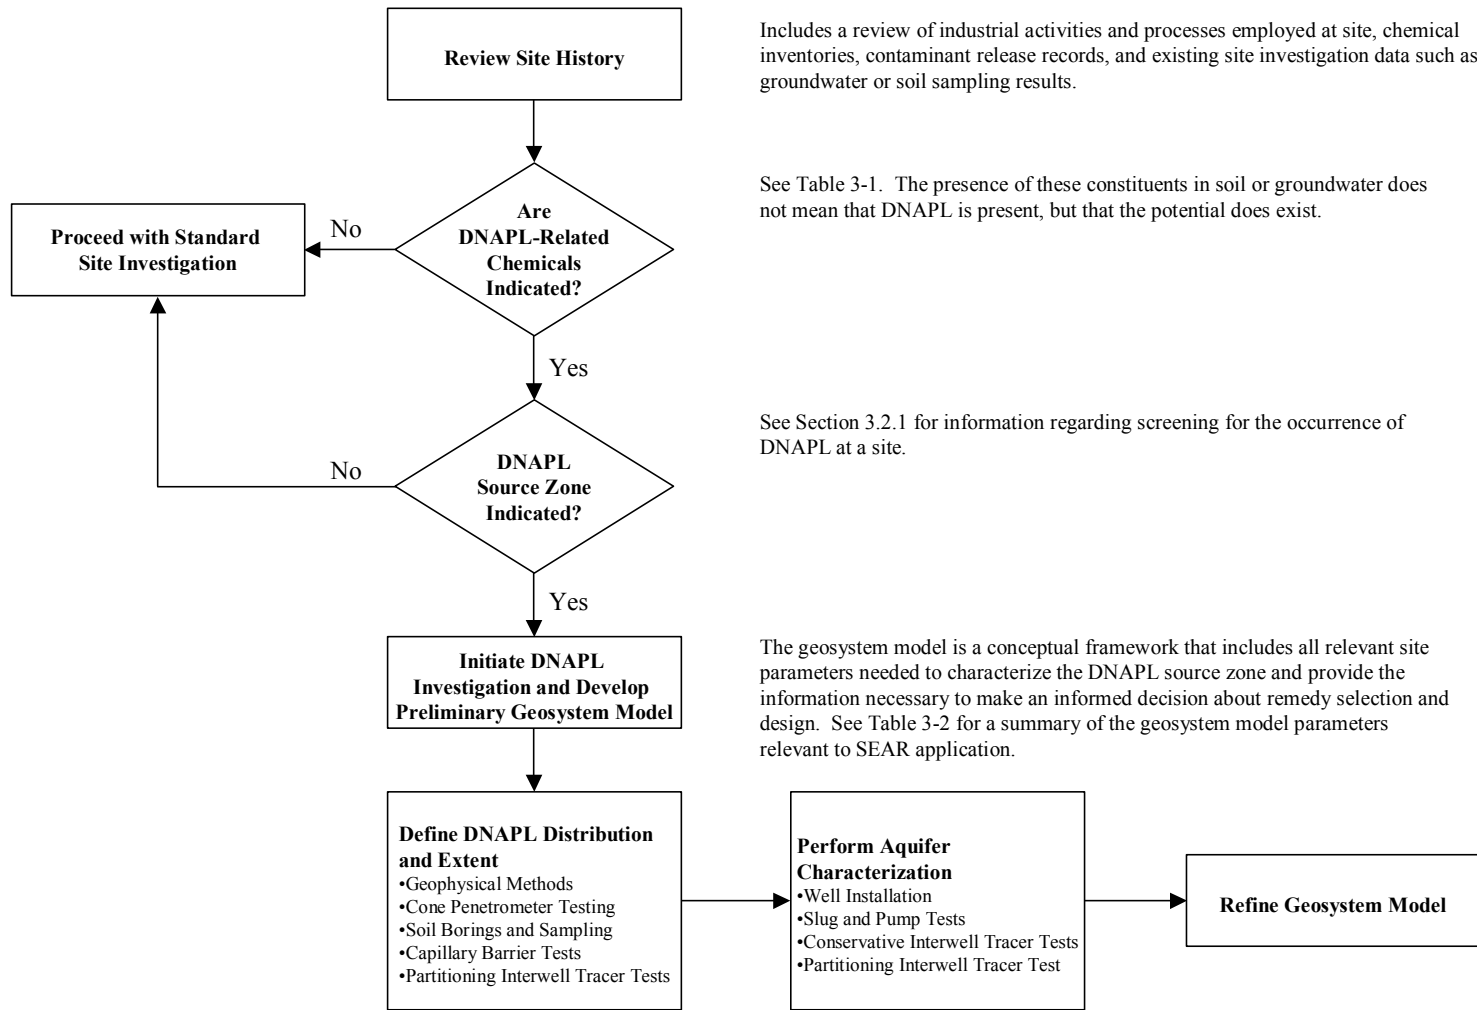 Review Site History
Includes a review of industrial activities and processes employed at site, chemical
inventories, contaminant release records, and existing site investigation data such as
groundwater or soil sampling results.
Are
DNAPL-Related
Chemicals
Indicated?
See Table 3-1.  The presence of these constituents in soil or groundwater does
not mean that DNAPL is present, but that the potential does exist.
No
Proceed with Standard
Site Investigation
Yes
DNAPL
Source Zone
Indicated?
See Section 3.2.1 for information regarding screening for the occurrence of
DNAPL at a site.
No
Yes
Initiate DNAPL
Investigation and Develop
Preliminary Geosystem Model
The geosystem model is a conceptual framework that includes all relevant site
parameters needed to characterize the DNAPL source zone and provide the
information necessary to make an informed decision about remedy selection and
design.  See Table 3-2 for a summary of the geosystem model parameters
relevant to SEAR application.
Define DNAPL Distribution
and Extent
•Geophysical Methods
•Cone Penetrometer Testing
•Soil Borings and Sampling
•Capillary Barrier Tests
•Partitioning Interwell Tracer Tests
Perform Aquifer
Characterization
•Well Installation
•Slug and Pump Tests
•Conservative Interwell Tracer Tests
•Partitioning Interwell Tracer Test
Refine Geosystem Model